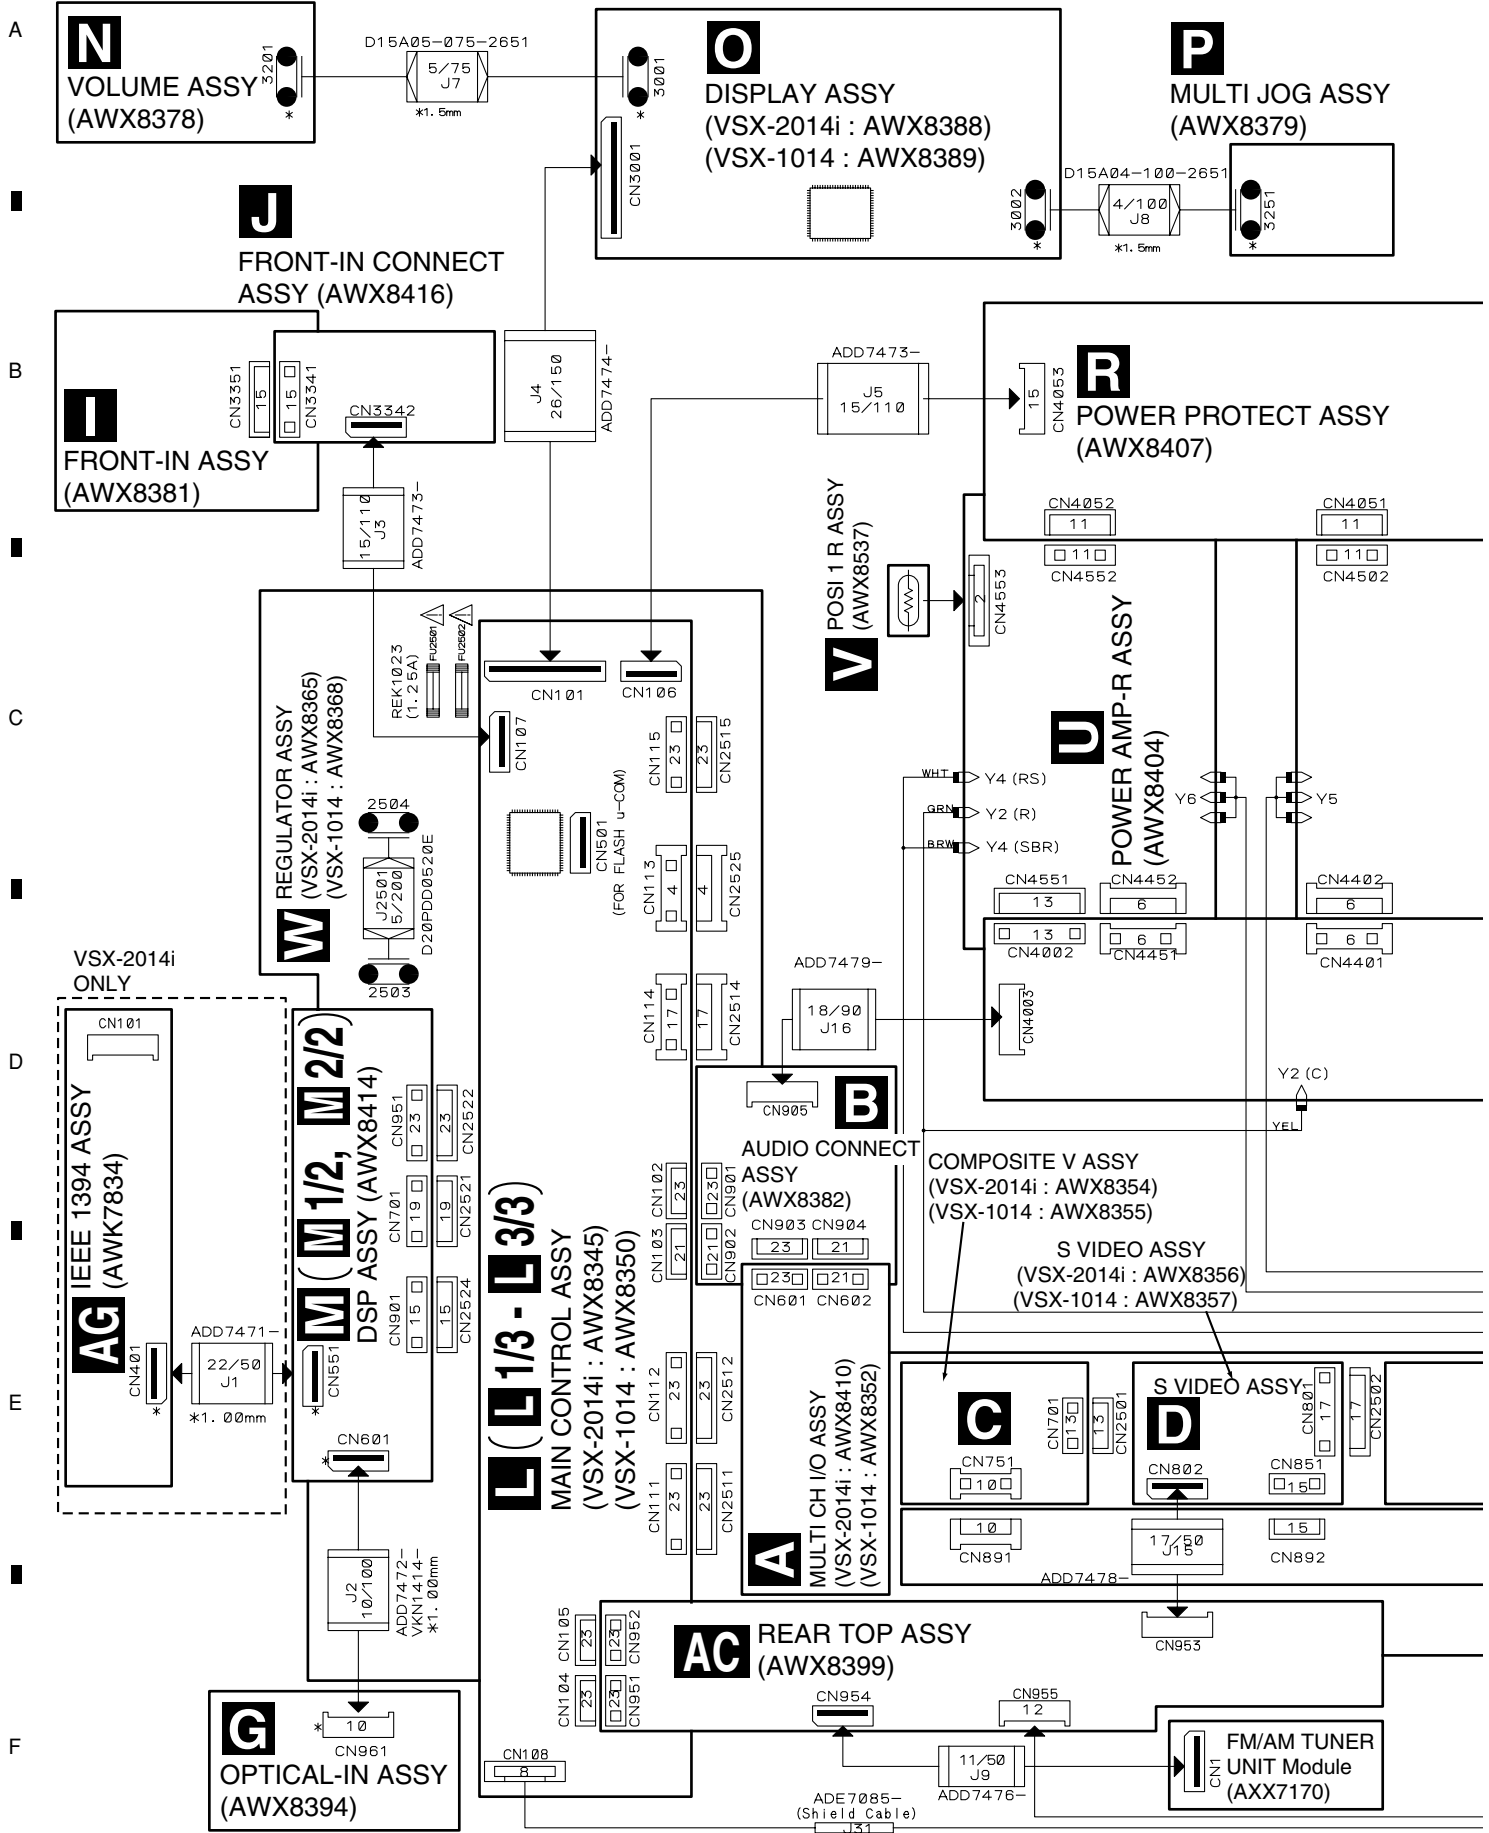 A
N
VOLUME ASSY
(AWX8378)
3201
*
D15A05-075-2651
5/75
J7
*1.5mm
3001
*
CN3001
O
DISPLAY ASSY
(VSX-2014i : AWX8388)
(VSX-1014 : AWX8389)
3002
*
P
MULTI JOG ASSY
(AWX8379)
D15A04-100-2651
4/100
J8
*1.5mm
3251
*
J
FRONT-IN CONNECT
ASSY (AWX8416)
B
I
FRONT-IN ASSY
(AWX8381)
CN3351
15
15
CN3341
CN3342
J4
26/150
ADD7474-
15/110
J3
ADD7473-
ADD7473-
J5
15/110
15
CN4053
R
POWER PROTECT ASSY
(AWX8407)
CN4052
11
CN4051
11
11
CN4552
11
CN4502
V
POSI 1 R ASSY
(AWX8537)
2
CN4553
U
POWER AMP-R ASSY
(AWX8404)
C
W
REGULATOR ASSY
(VSX-2014i : AWX8365)
(VSX-1014 : AWX8368)
REK1023
(1.25A)
FU2501
FU2502
CN101
CN106
CN107
CN115
23
23
CN2515
CN501
(FOR FLASH u-COM)
CN113
4
4
CN2525
2504
J2501
5/200
D20PDD0520E
2503
WHT
Y4 (RS)
GRN
Y2 (R)
BRW
Y4 (SBR)
Y6
Y5
CN4551
13
CN4452
6
CN4402
6
13
CN4002
6
CN4451
6
CN4401
D
VSX-2014i
ONLY
CN101
AG
IEEE 1394 ASSY
(AWK7834)
CN401
*
ADD7471-
22/50
J1
*1.00mm
M ( M 1/2, M 2/2)
DSP ASSY (AWX8414)
CN551
*
CN951
23
23
CN2522
CN701
19
19
CN2521
CN901
15
15
CN2524
CN114
17
17
CN2514
ADD7479-
18/90
J16
CN4003
Y2 (C)
YEL
CN905
B
AUDIO CONNECT
ASSY
(AWX8382)
CN102
23
23
CN901
CN103
21
21
CN902
CN903
23
CN904
21
23
CN601
21
CN602
COMPOSITE V ASSY
(VSX-2014i : AWX8354)
(VSX-1014 : AWX8355)
S VIDEO ASSY
(VSX-2014i : AWX8356)
(VSX-1014 : AWX8357)
E
L ( L 1/3 - L 3/3)
MAIN CONTROL ASSY
(VSX-2014i : AWX8345)
(VSX-1014 : AWX8350)
CN601
*
CN112
23
23
CN2512
CN111
23
23
CN2511
A
MULTI CH I/O ASSY
(VSX-2014i : AWX8410)
(VSX-1014 : AWX8352)
C
CN701
13
13
CN2501
CN751
10
D
S VIDEO ASSY
CN801
17
17
CN2502
CN802
CN851
15
10
CN891
17/50
J15
ADD7478-
15
CN892
J2
10/100
ADD7472-
VKN1414-
*1.00mm
CN105
23
23
CN952
CN104
23
23
CN951
AC
REAR TOP ASSY
(AWX8399)
CN953
CN954
CN955
12
F
G
OPTICAL-IN ASSY
(AWX8394)
*
10
CN961
CN108
8
11/50
J9
ADD7476-
ADE7085-
(Shield Cable)
J31
CN1
FM/AM TUNER
UNIT Module
(AXX7170)